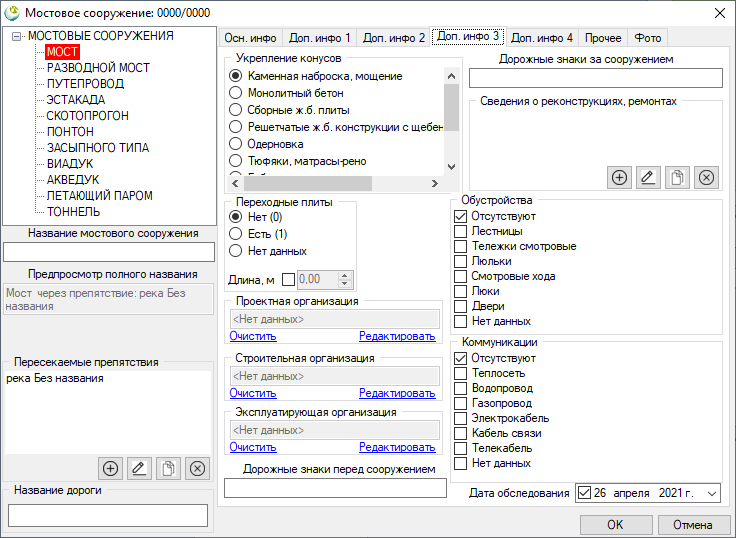 Мостовое сооружение: 0000/0000
МОСТОВЫЕ СООРУЖЕНИЯ
МОСТ
РАЗВОДНОЙ МОСТ
ПУТЕПРОВОД
ЭСТАКАДА
СКОТОПРОГОН
ПОНТОН
ЗАСЫПНОГО ТИПА
ВИАДУК
АКВЕДУК
ЛЕТАЮЩИЙ ПАРОМ
ТОННЕЛЬ
Название мостового сооружения
Предпросмотр полного названия
Мост через препятствие: река Без
названия
Пересекаемые препятствия
река Без названия
Название дороги
Осн. инфо Доп. инфо 1 Доп. инфо 2 Доп. инфо 3 Доп. инфо 4 Прочее Фото
Укрепление конусов
Каменная наброска, мощение
Монолитный бетон
Сборные ж.б. плиты
Решетчатые ж.б. конструкции с щебен
Одерновка
Тюфяки, матрасы-рено
Переходные плиты
Нет (0)
Есть (1)
Нет данных
Длина, м 0,00
Проектная организация
<Нет данных>
Очистить Редактировать
Строительная организация
<Нет данных>
Очистить Редактировать
Эксплуатирующая организация
<Нет данных>
Очистить Редактировать
Дорожные знаки перед сооружением
Дорожные знаки за сооружением
Сведения о реконструкциях, ремонтах
Обустройства
Отсутствуют
Лестницы
Тележки смотровые
Люльки
Смотровые хода
Люки
Двери
Нет данных
Коммуникации
Отсутствуют
Теплосеть
Водопровод
Газопровод
Электрокабель
Кабель связи
Телекабель
Нет данных
Дата обследования 26 апреля 2021 г.
OK Отмена